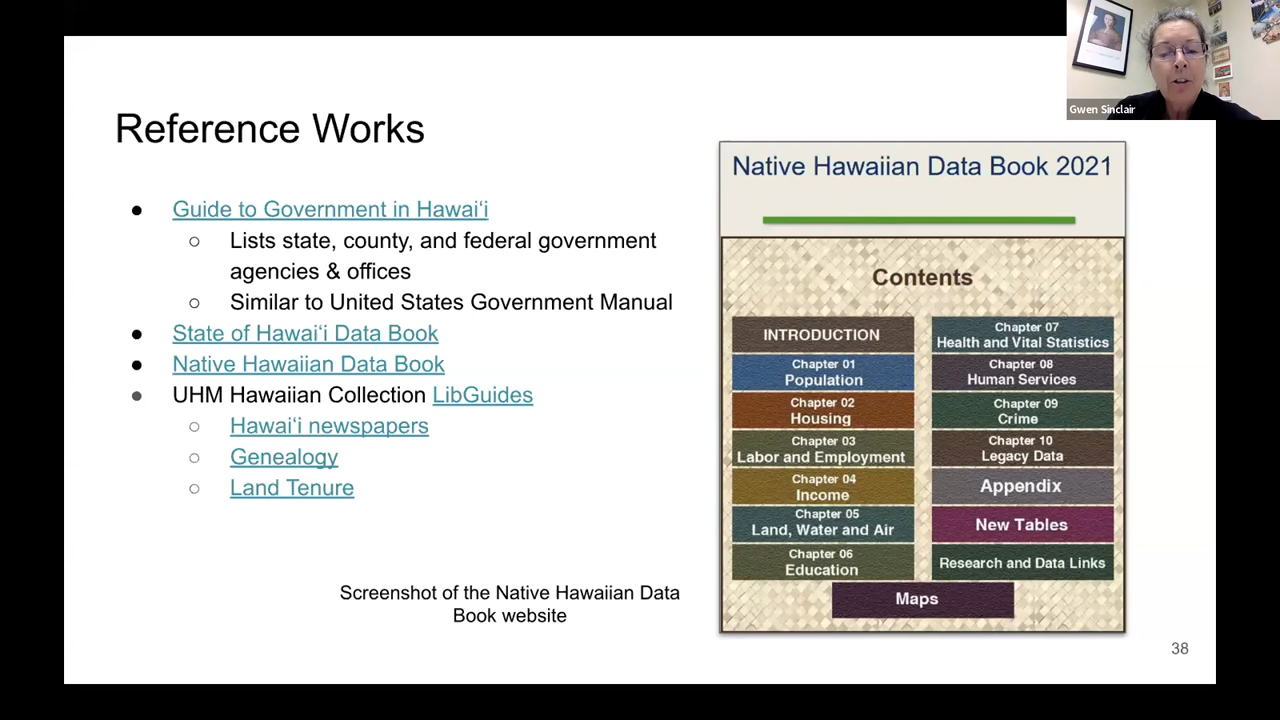 Gwen Sinclair
Reference Works
● Guide to Government in Hawaiʻi
○ Lists state, county, and federal government
agencies & offices
○ Similar to United States Government Manual
● State of Hawaiʻi Data Book
● Native Hawaiian Data Book
● UHM Hawaiian Collection LibGuides
○ Hawaiʻi newspapers
○ Genealogy
○ Land Tenure
Screenshot of the Native Hawaiian Data
Book website
Native Hawaiian Data Book 2021
Contents
INTRODUCTION
Chapter 01
Population
Chapter 02
Housing
Chapter 03
Labor and Employment
Chapter 04
Income
Chapter 05
Land, Water and Air
Chapter 06
Education
Chapter 07
Health and Vital Statistics
Chapter 08
Human Services
Chapter 09
Crime
Chapter 10
Legacy Data
Appendix
New Tables
Research and Data Links
Maps
38